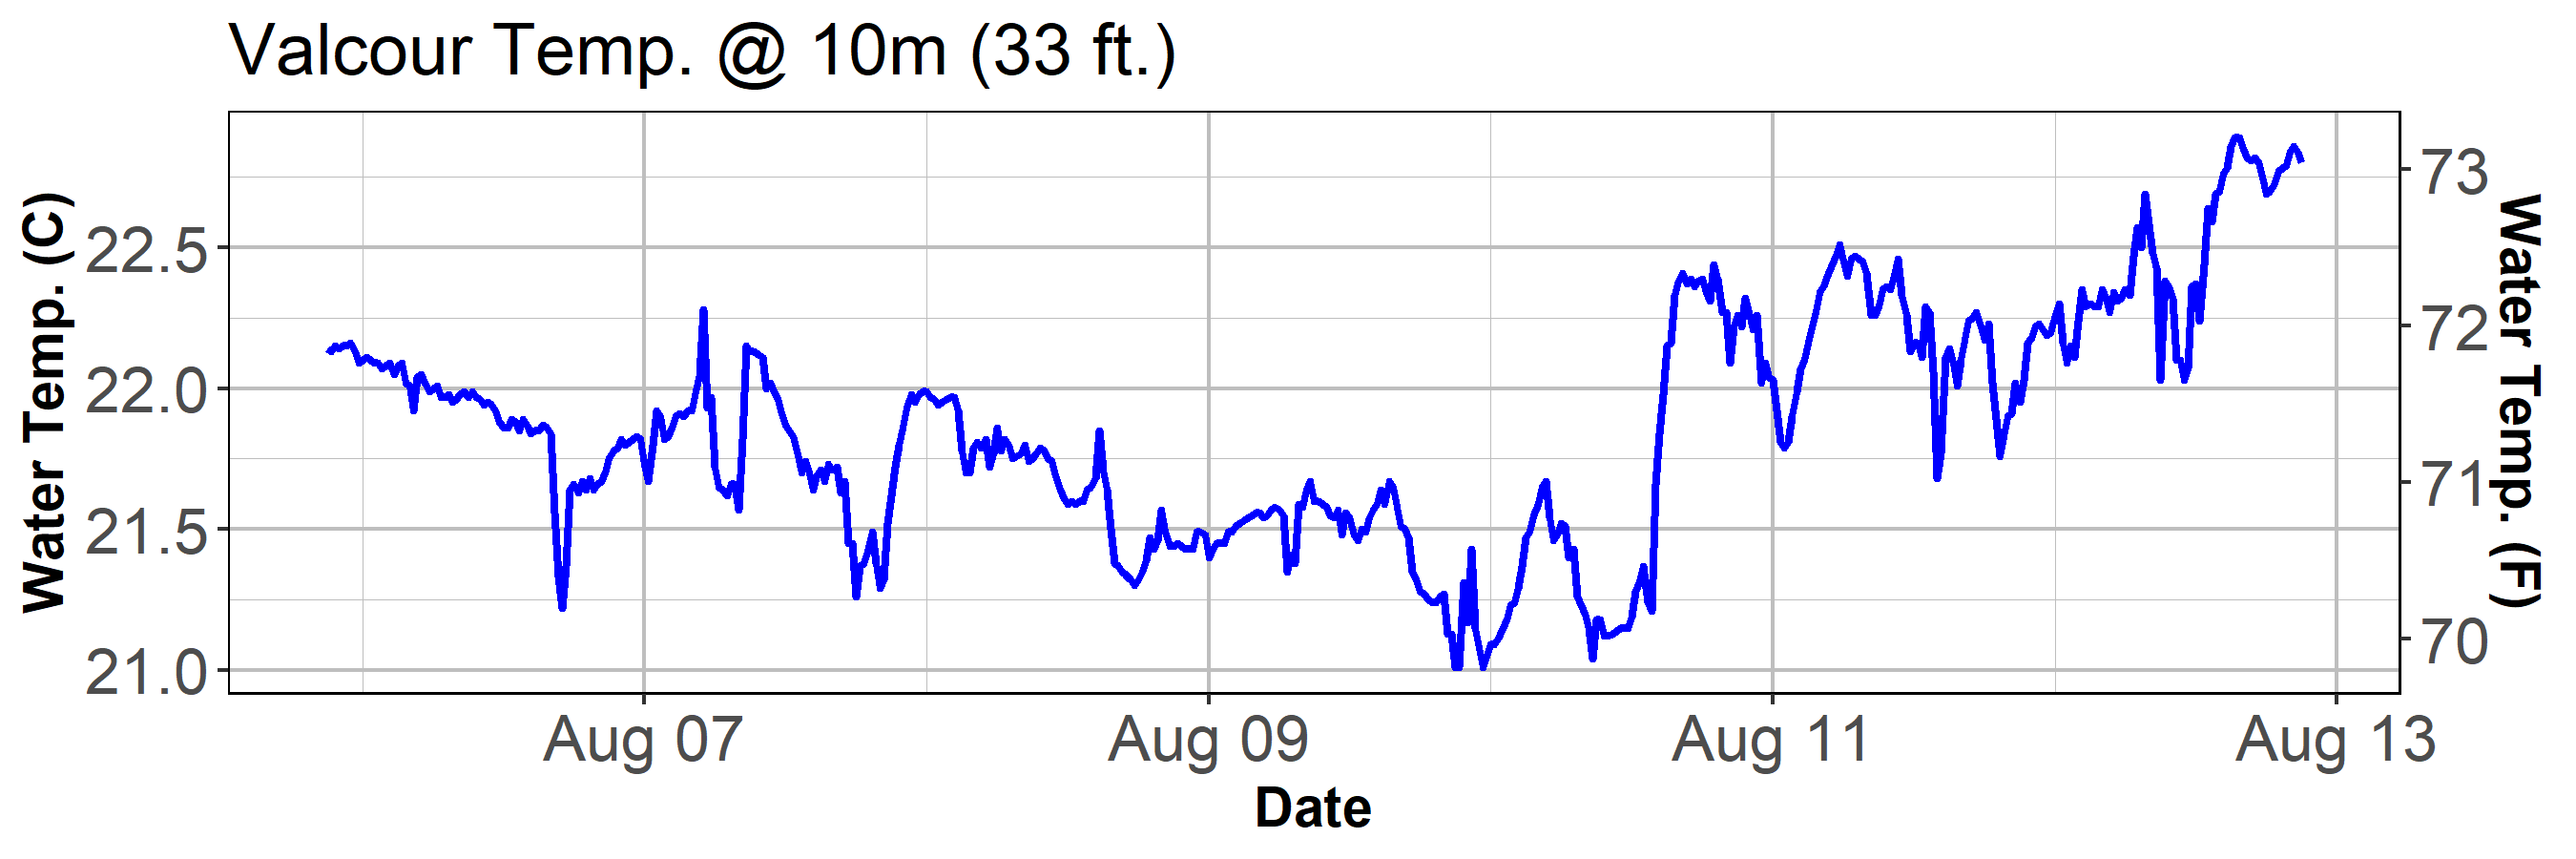 Valcour Temp. @ 10m (33 ft.)
Water Temp. (C)
22.5
22.0
21.5
21.0
73
72
71
70
Water Temp. (F)
Aug 07
Aug 09
Aug 11
Aug 13
Date